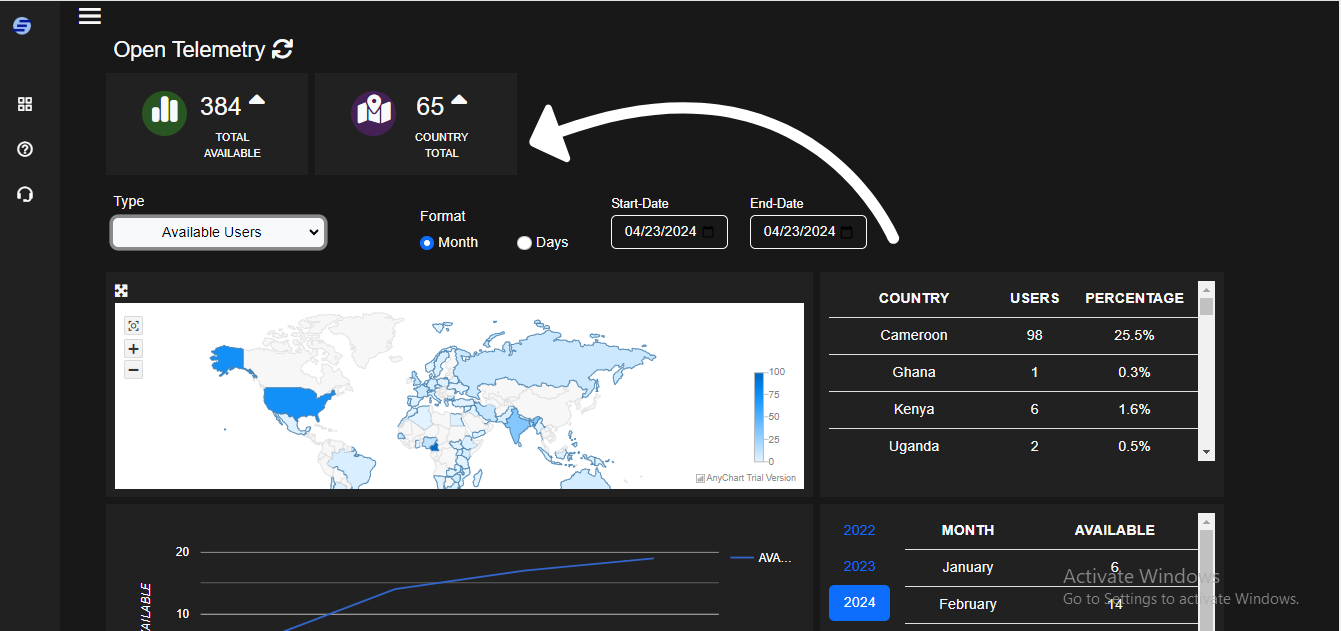 Open Telemetry
384
TOTAL
AVAILABLE
65
COUNTRY
TOTAL
Type
Available Users
Format
Month
Days
Start-Date
04/23/2024
End-Date
04/23/2024
COUNTRY USERS PERCENTAGE
Cameroon 98 25.5%
Ghana 1 0.3%
Kenya 6 1.6%
Uganda 2 0.5%
+
−
100
75
50
25
0
AnyChart Trial Version
20
10
AVA...
AILABLE
2022
2023
2024
MONTH AVAILABLE
January 6
February 14
Activate Windows
Go to Settings to activate Windows.